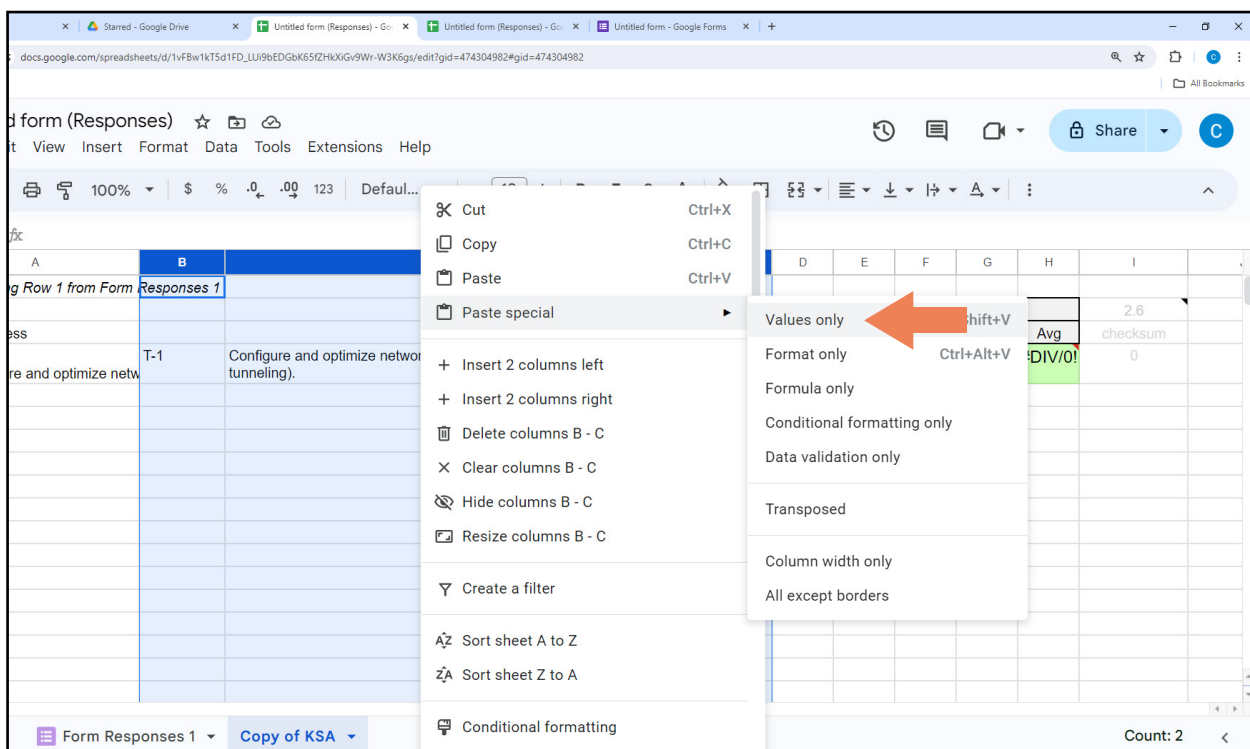 Starred - Google Drive
Untitled form (Responses) - Go
Untitled form (Responses) - Go
Untitled form - Google Forms
docs.google.com/spreadsheets/d/1vFBw1kT5d1FD_LUi9bEDGbK65fZHkXiGv9Wr-W3K6gs/edit?gid=474304982#gid=474304982
C
All Bookmarks
d form (Responses)
Share
C
it View Insert Format Data Tools Extensions Help
100% $ % .0 .00 123 Defaul...
fx
A B D E F G H I
ng Row 1 from Form Responses 1
2.6
ess
Avg checksum
T-1 Configure and optimize networ
tunneling).
re and optimize netw
#DIV/0! 0
Cut Ctrl+X
Copy Ctrl+C
Paste Ctrl+V
Paste special
Insert 2 columns left
Insert 2 columns right
Delete columns B - C
Clear columns B - C
Hide columns B - C
Resize columns B - C
Create a filter
Sort sheet A to Z
Sort sheet Z to A
Conditional formatting
Values only Shift+V
Format only Ctrl+Alt+V
Formula only
Conditional formatting only
Data validation only
Transposed
Column width only
All except borders
Form Responses 1 Copy of KSA Count: 2